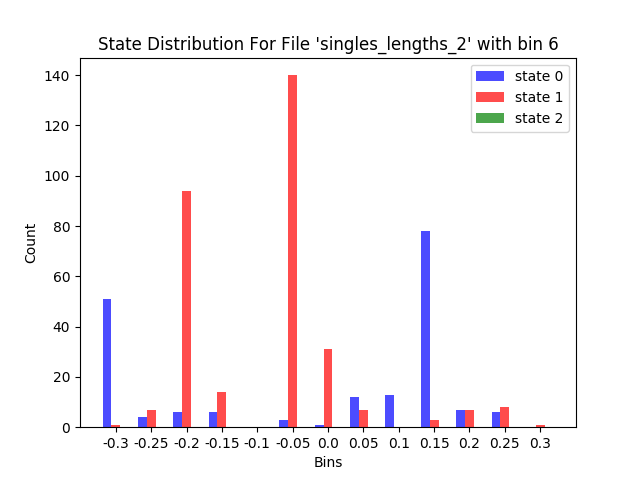 State Distribution For File 'singles_lengths_2' with bin 6
state 0
state 1
state 2
140
120
100
80
60
40
20
0
Count
-0.3 -0.25 -0.2 -0.15 -0.1 -0.05 0.0 0.05 0.1 0.15 0.2 0.25 0.3
Bins